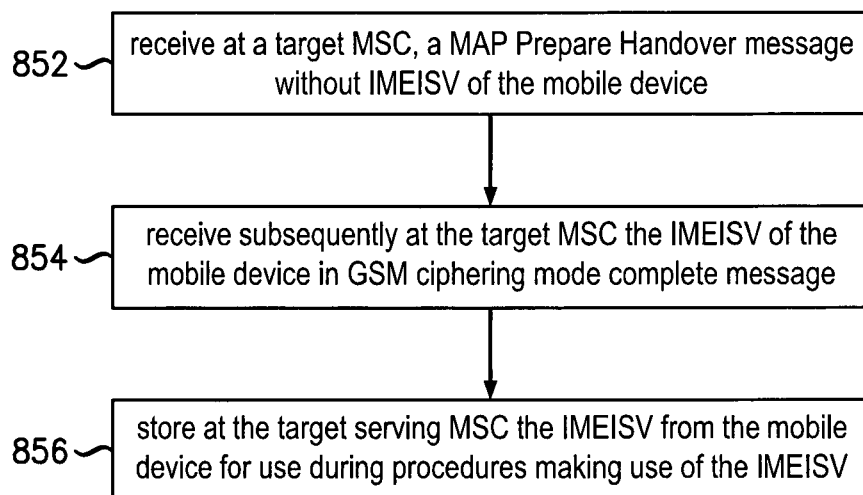 852
receive at a target MSC, a MAP Prepare Handover message
without IMEISV of the mobile device
854
receive subsequently at the target MSC the IMEISV of the
mobile device in GSM ciphering mode complete message
856
store at the target serving MSC the IMEISV from the mobile
device for use during procedures making use of the IMEISV